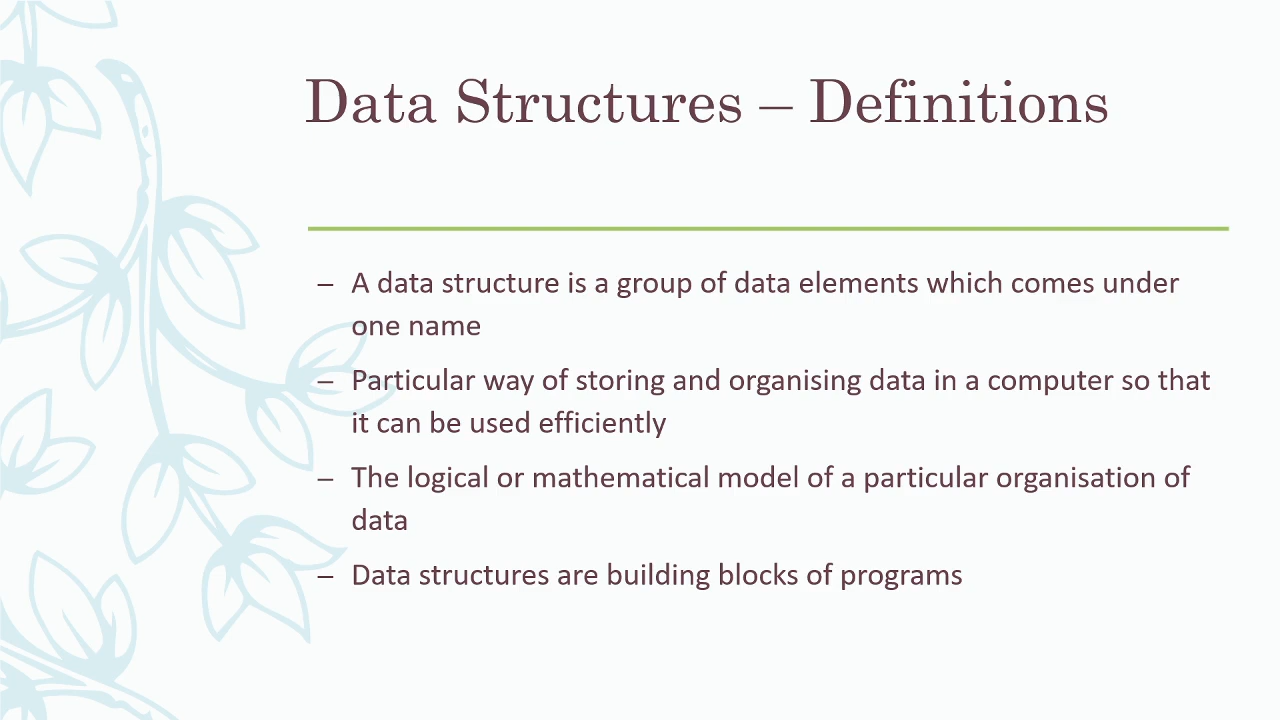 Data Structures – Definitions
– A data structure is a group of data elements which comes under
one name
– Particular way of storing and organising data in a computer so that
it can be used efficiently
– The logical or mathematical model of a particular organisation of
data
– Data structures are building blocks of programs